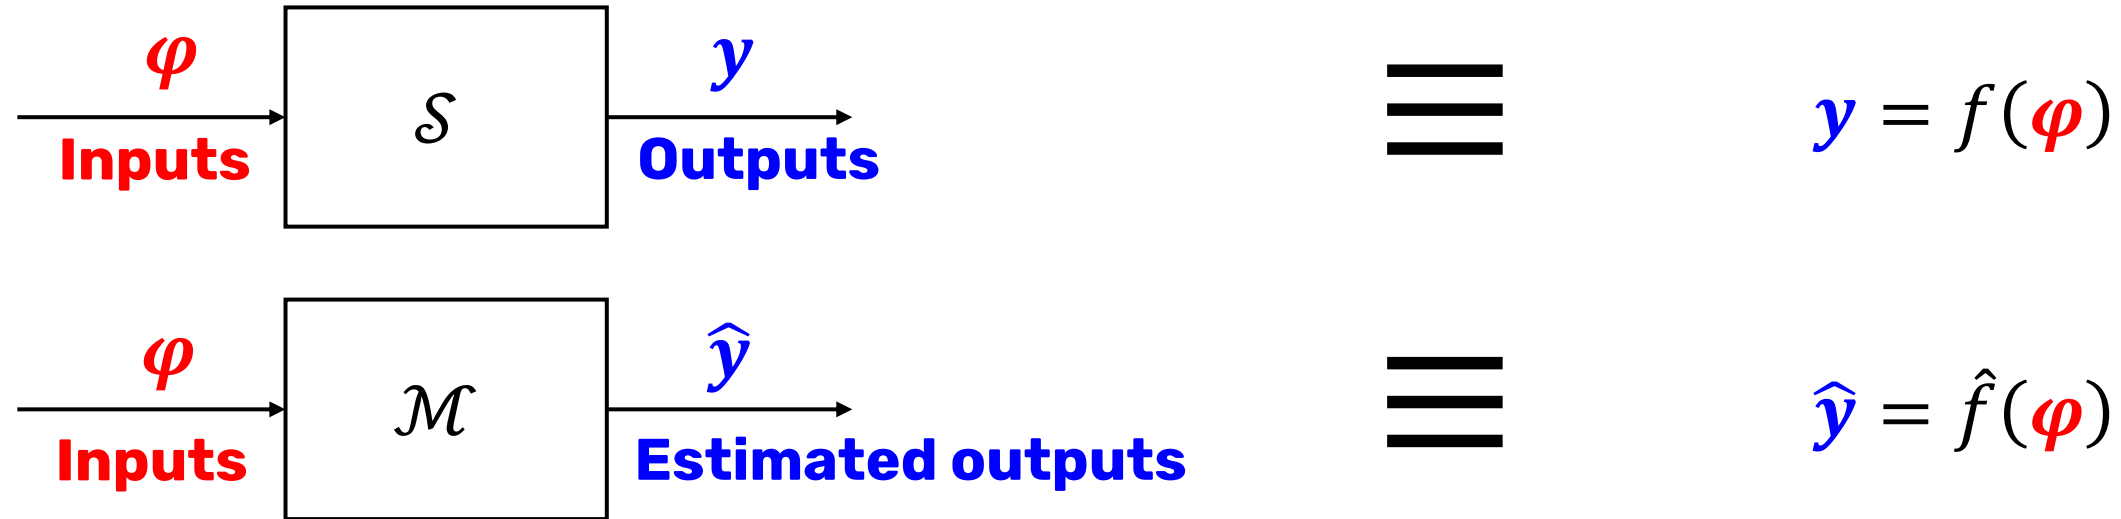 φ
y
𝒮
≡
y = f(φ)
Inputs
Outputs
φ
ŷ
ℳ
≡
ŷ = f̂(φ)
Inputs
Estimated outputs